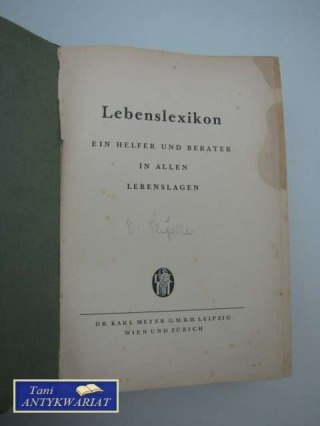 Lebenslexikon
EIN HELFER UND BERATER
IN ALLEN
LEBENSLAGEN
DR. KARL MEYER G.M.B.H. LEIPZIG
WIEN UND ZÜRICH
Tani
ANTYKWARIAT